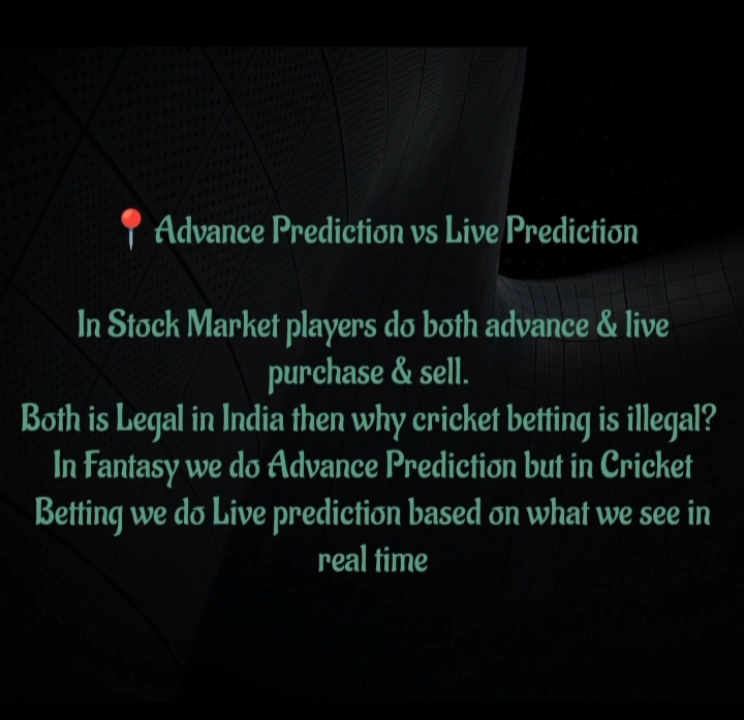 📍 Advance Prediction vs Live Prediction
In Stock Market players do both advance & live
purchase & sell.
Both is Legal in India then why cricket betting is illegal?
In Fantasy we do Advance Prediction but in Cricket
Betting we do Live prediction based on what we see in
real time